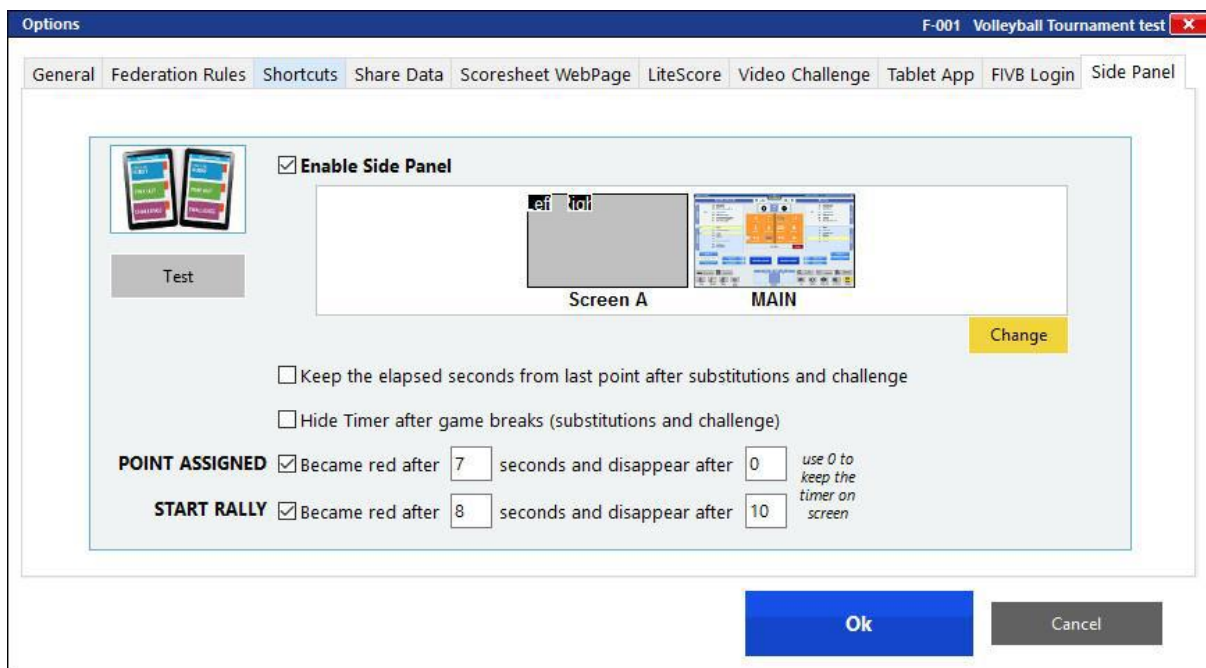 Options
F-001 Volleyball Tournament test
General Federation Rules Shortcuts Share Data Scoresheet WebPage LiteScore Video Challenge Tablet App FIVB Login Side Panel
Enable Side Panel
Test
Screen A
MAIN
Change
Keep the elapsed seconds from last point after substitutions and challenge
Hide Timer after game breaks (substitutions and challenge)
POINT ASSIGNED Became red after 7 seconds and disappear after 0
START RALLY Became red after 8 seconds and disappear after 10
use 0 to
keep the
timer on
screen
Ok
Cancel